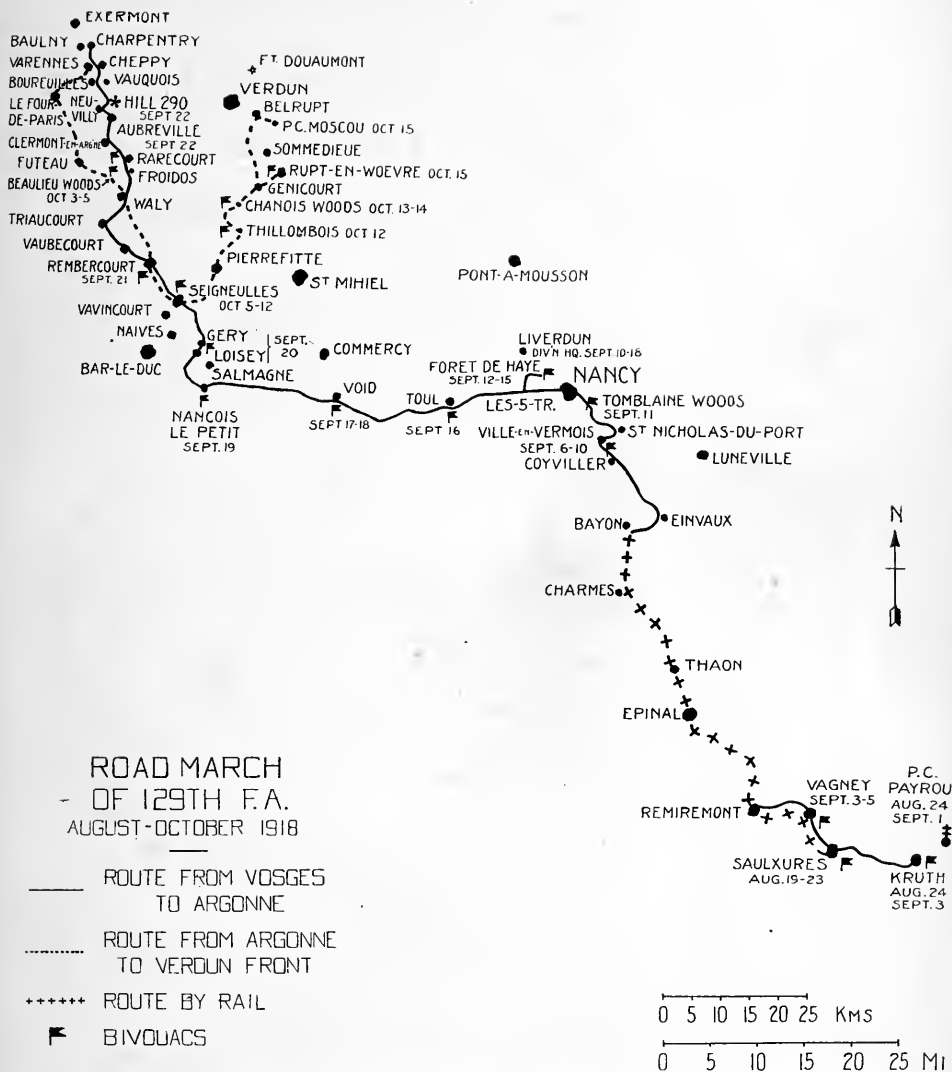 EXERMONT
BAULNY
CHARPENTRY
VARENNES
CHEPPY
BOUREUILLES
VAUQUOIS
LE FOUR-
DE-PARIS
NEU-
VILLY
HILL 290
SEPT 22
AUBREVILLE
SEPT 22
CLERMONT-EN-ARGNE
RARECOURT
FUTEAU
FROIDOS
BEAULIEU WOODS
OCT 3-5
WALY
TRIAUCOURT
VAUBECOURT
REMBERCOURT
SEPT. 21
SEIGNEULLES
OCT 5-12
VAVINCOURT
NAIVES
BAR-LE-DUC
GERY
LOISEY
SEPT.
20
SALMAGNE
NANCOIS
LE PETIT
SEPT. 19
FT. DOUAUMONT
VERDUN
BELRUPT
P.C. MOSCOU OCT 15
SOMMEDIEUE
RUPT-EN-WOEVRE OCT. 15
GENICOURT
CHANOIS WOODS OCT. 13-14
THILLOMBOIS OCT 12
PIERREFITTE
ST MIHIEL
PONT-A-MOUSSON
COMMERCY
VOID
SEPT 17-18
TOUL
SEPT 16
LIVERDUN
DIV'N HQ. SEPT. 10-16
FORET DE HAYE
SEPT. 12-15
NANCY
LES-5-TR.
TOMBLAINE WOODS
SEPT. 11
VILLE-EN-VERMOIS
SEPT. 6-10
ST NICHOLAS-DU-PORT
COYVILLER
LUNEVILLE
BAYON
EINVAUX
CHARMES
THAON
EPINAL
REMIREMONT
VAGNEY
SEPT. 3-5
P.C.
PAYROU
AUG. 24
SEPT. 1
SAULXURES
AUG. 19-23
KRUTH
AUG. 24
SEPT. 3
N
ROAD MARCH
OF 129TH F.A.
AUGUST-OCTOBER 1918
ROUTE FROM VOSGES
TO ARGONNE
ROUTE FROM ARGONNE
TO VERDUN FRONT
ROUTE BY RAIL
BIVOUACS
0 5 10 15 20 25 KMS
0 5 10 15 20 25 MI